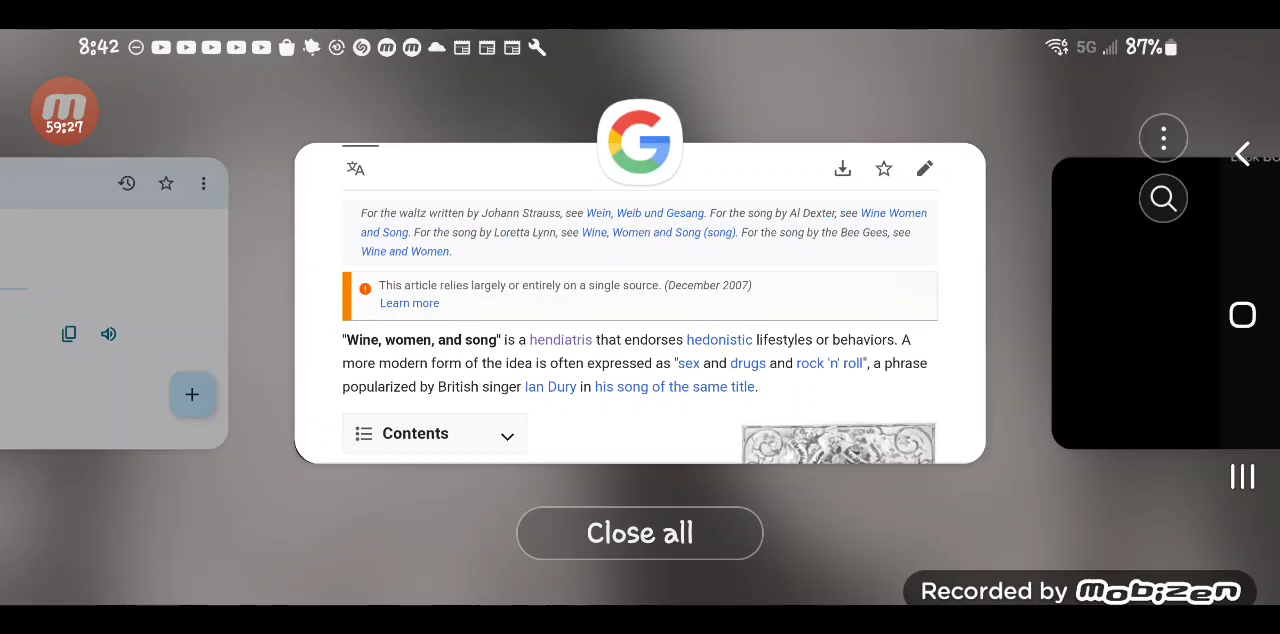 8:42
5G 87%
59:27
For the waltz written by Johann Strauss, see Wein, Weib und Gesang. For the song by Al Dexter, see Wine Women
and Song. For the song by Loretta Lynn, see Wine, Women and Song (song). For the song by the Bee Gees, see
Wine and Women.
This article relies largely or entirely on a single source. (December 2007)
Learn more
"Wine, women, and song" is a hendiatris that endorses hedonistic lifestyles or behaviors. A
more modern form of the idea is often expressed as "sex and drugs and rock 'n' roll", a phrase
popularized by British singer Ian Dury in his song of the same title.
Contents
Close all
Recorded by mobizen